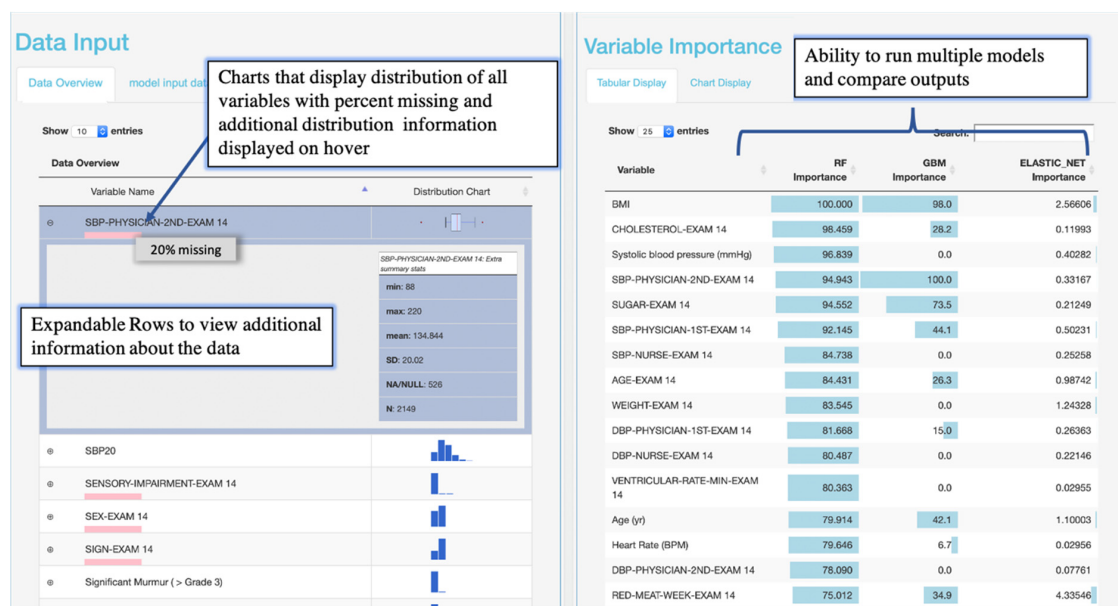 Data Input
Data Overview
model input dat
Charts that display distribution of all
variables with percent missing and
additional distribution information
displayed on hover
Show 10 entries
Data Overview
Variable Name
Distribution Chart
SBP-PHYSICIAN-2ND-EXAM 14
20% missing
SBP-PHYSICIAN-2ND-EXAM 14: Extra
summary stats
min: 88
max: 220
mean: 134.844
SD: 20.02
NA/NULL: 526
N: 2149
Expandable Rows to view additional
information about the data
SBP20
SENSORY-IMPAIRMENT-EXAM 14
SEX-EXAM 14
SIGN-EXAM 14
Significant Murmur ( > Grade 3)
Variable Importance
Ability to run multiple models
and compare outputs
Tabular Display
Chart Display
Show 25 entries
Search:
Variable
RF
Importance
GBM
Importance
ELASTIC_NET
Importance
BMI 100.000 98.0 2.56606
CHOLESTEROL-EXAM 14 98.459 28.2 0.11993
Systolic blood pressure (mmHg) 96.839 0.0 0.40282
SBP-PHYSICIAN-2ND-EXAM 14 94.943 100.0 0.33167
SUGAR-EXAM 14 94.552 73.5 0.21249
SBP-PHYSICIAN-1ST-EXAM 14 92.145 44.1 0.50231
SBP-NURSE-EXAM 14 84.738 0.0 0.25258
AGE-EXAM 14 84.431 26.3 0.98742
WEIGHT-EXAM 14 83.545 0.0 1.24328
DBP-PHYSICIAN-1ST-EXAM 14 81.668 15.0 0.26363
DBP-NURSE-EXAM 14 80.487 0.0 0.22146
VENTRICULAR-RATE-MIN-EXAM
14 80.363 0.0 0.02955
Age (yr) 79.914 42.1 1.10003
Heart Rate (BPM) 79.646 6.7 0.02956
DBP-PHYSICIAN-2ND-EXAM 14 78.090 0.0 0.07761
RED-MEAT-WEEK-EXAM 14 75.012 34.9 4.33546